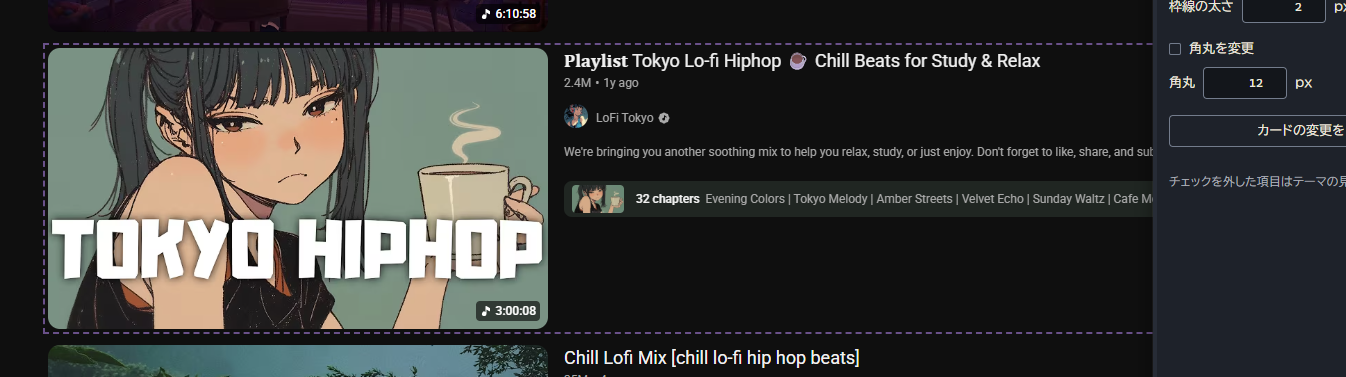 6:10:58
枠線の太さ 2 px
Playlist Tokyo Lo-fi Hiphop ☕ Chill Beats for Study & Relax
角丸を変更
2.4M • 1y ago
角丸 12 px
LoFi Tokyo
カードの変更を
We're bringing you another soothing mix to help you relax, study, or just enjoy. Don't forget to like, share, and sub
チェックを外した項目はテーマの見
32 chapters Evening Colors | Tokyo Melody | Amber Streets | Velvet Echo | Sunday Waltz | Cafe M
TOKYO HIPHOP
3:00:08
Chill Lofi Mix [chill lo-fi hip hop beats]